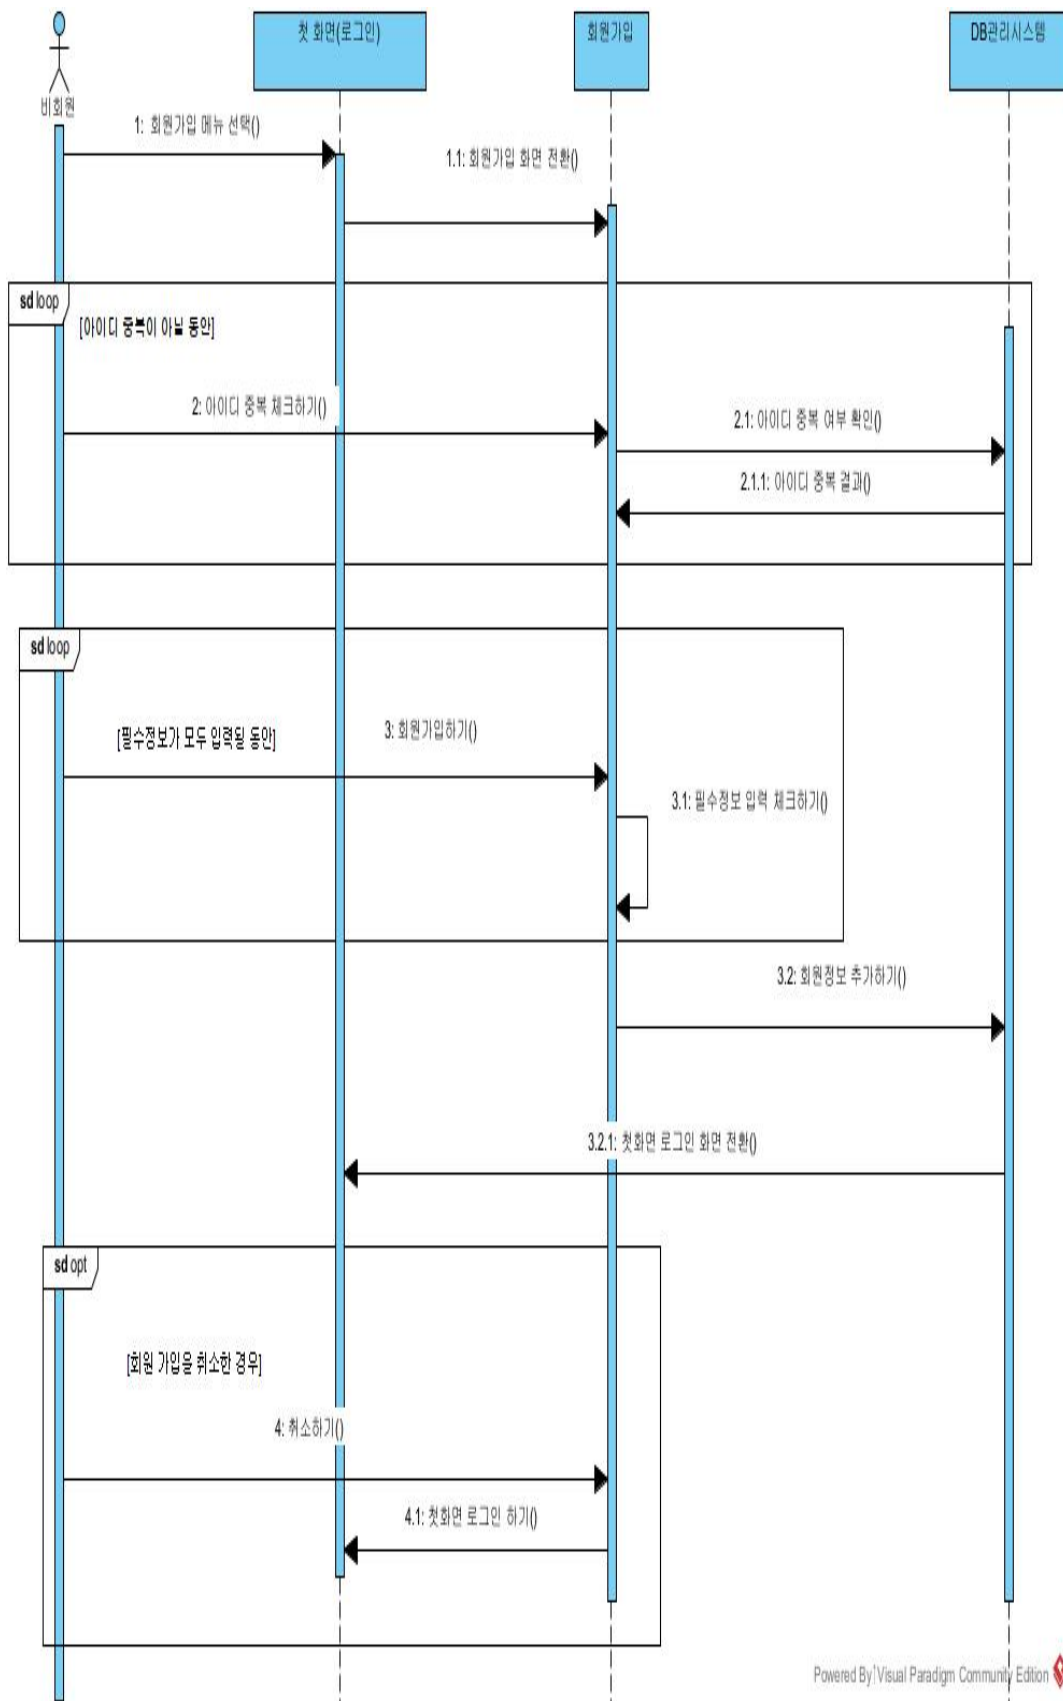 첫 화면(로그인)
회원가입
DB관리시스템
비회원
1: 회원가입 메뉴 선택()
1.1: 회원가입 화면 전환()
sd loop
[아이디 중복이 아닐 동안]
2: 아이디 중복 체크하기()
2.1: 아이디 중복 여부 확인()
2.1.1: 아이디 중복 결과()
sd loop
[필수정보가 모두 입력될 동안]
3: 회원가입하기()
3.1: 필수정보 입력 체크하기()
3.2: 회원정보 추가하기()
3.2.1: 첫화면 로그인 화면 전환()
sd opt
[회원 가입을 취소한 경우]
4: 취소하기()
4.1: 첫화면 로그인 하기()
Powered By Visual Paradigm Community Edition